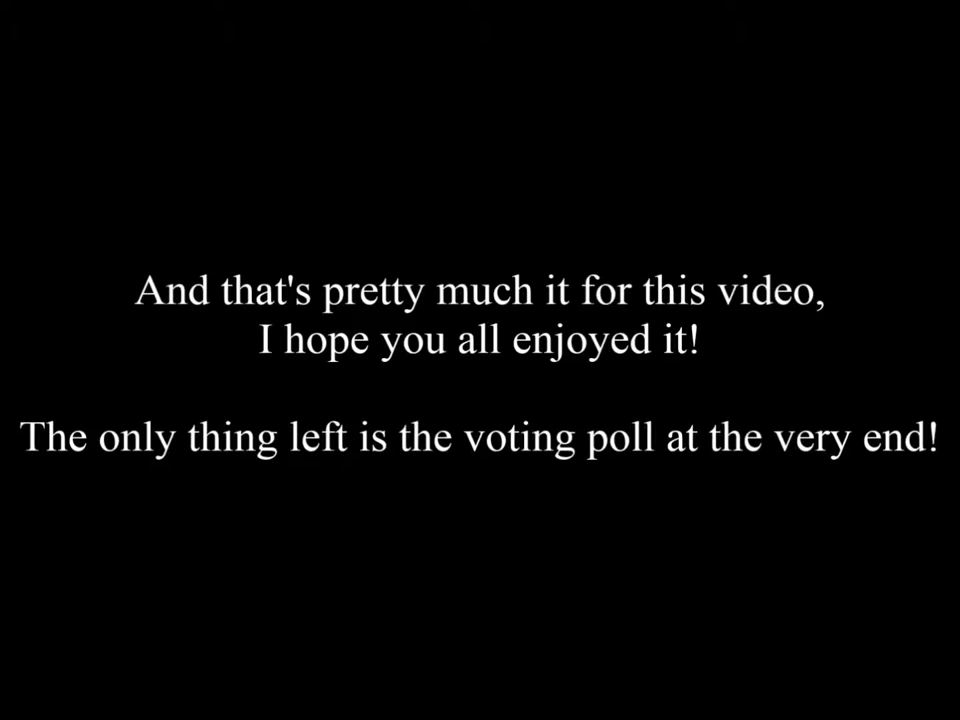 And that's pretty much it for this video,
I hope you all enjoyed it!
The only thing left is the voting poll at the very end!